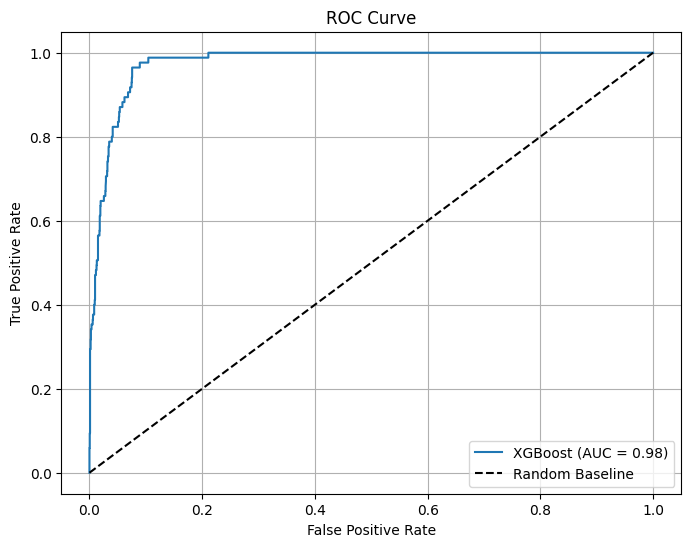 ROC Curve
1.0
0.8
0.6
0.4
0.2
0.0
True Positive Rate
0.0 0.2 0.4 0.6 0.8 1.0
False Positive Rate
XGBoost (AUC = 0.98)
Random Baseline